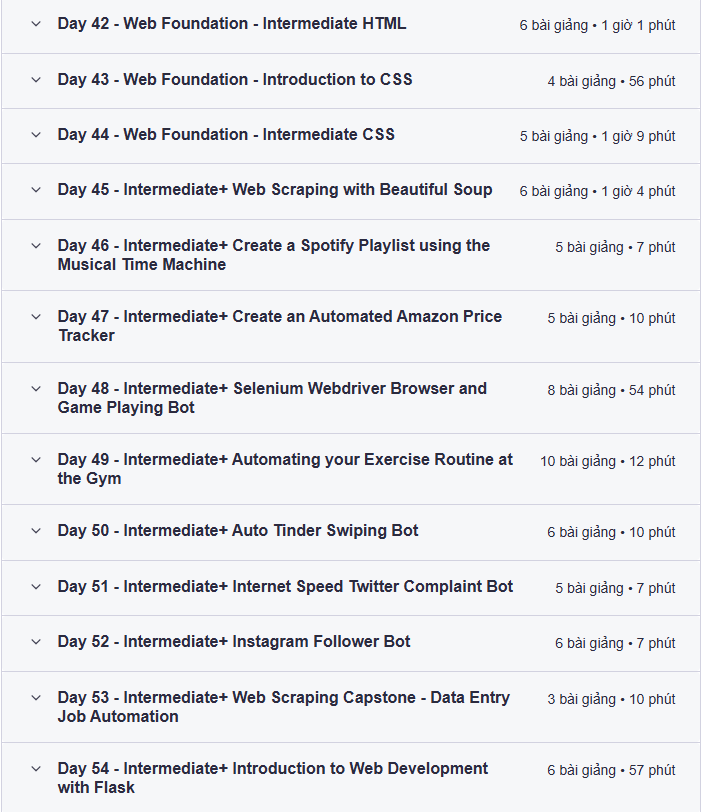 Day 42 - Web Foundation - Intermediate HTML 6 bài giảng • 1 giờ 1 phút
Day 43 - Web Foundation - Introduction to CSS 4 bài giảng • 56 phút
Day 44 - Web Foundation - Intermediate CSS 5 bài giảng • 1 giờ 9 phút
Day 45 - Intermediate+ Web Scraping with Beautiful Soup 6 bài giảng • 1 giờ 4 phút
Day 46 - Intermediate+ Create a Spotify Playlist using the 5 bài giảng • 7 phút
Musical Time Machine
Day 47 - Intermediate+ Create an Automated Amazon Price 5 bài giảng • 10 phút
Tracker
Day 48 - Intermediate+ Selenium Webdriver Browser and 8 bài giảng • 54 phút
Game Playing Bot
Day 49 - Intermediate+ Automating your Exercise Routine at 10 bài giảng • 12 phút
the Gym
Day 50 - Intermediate+ Auto Tinder Swiping Bot 6 bài giảng • 10 phút
Day 51 - Intermediate+ Internet Speed Twitter Complaint Bot 5 bài giảng • 7 phút
Day 52 - Intermediate+ Instagram Follower Bot 6 bài giảng • 7 phút
Day 53 - Intermediate+ Web Scraping Capstone - Data Entry 3 bài giảng • 10 phút
Job Automation
Day 54 - Intermediate+ Introduction to Web Development 6 bài giảng • 57 phút
with Flask